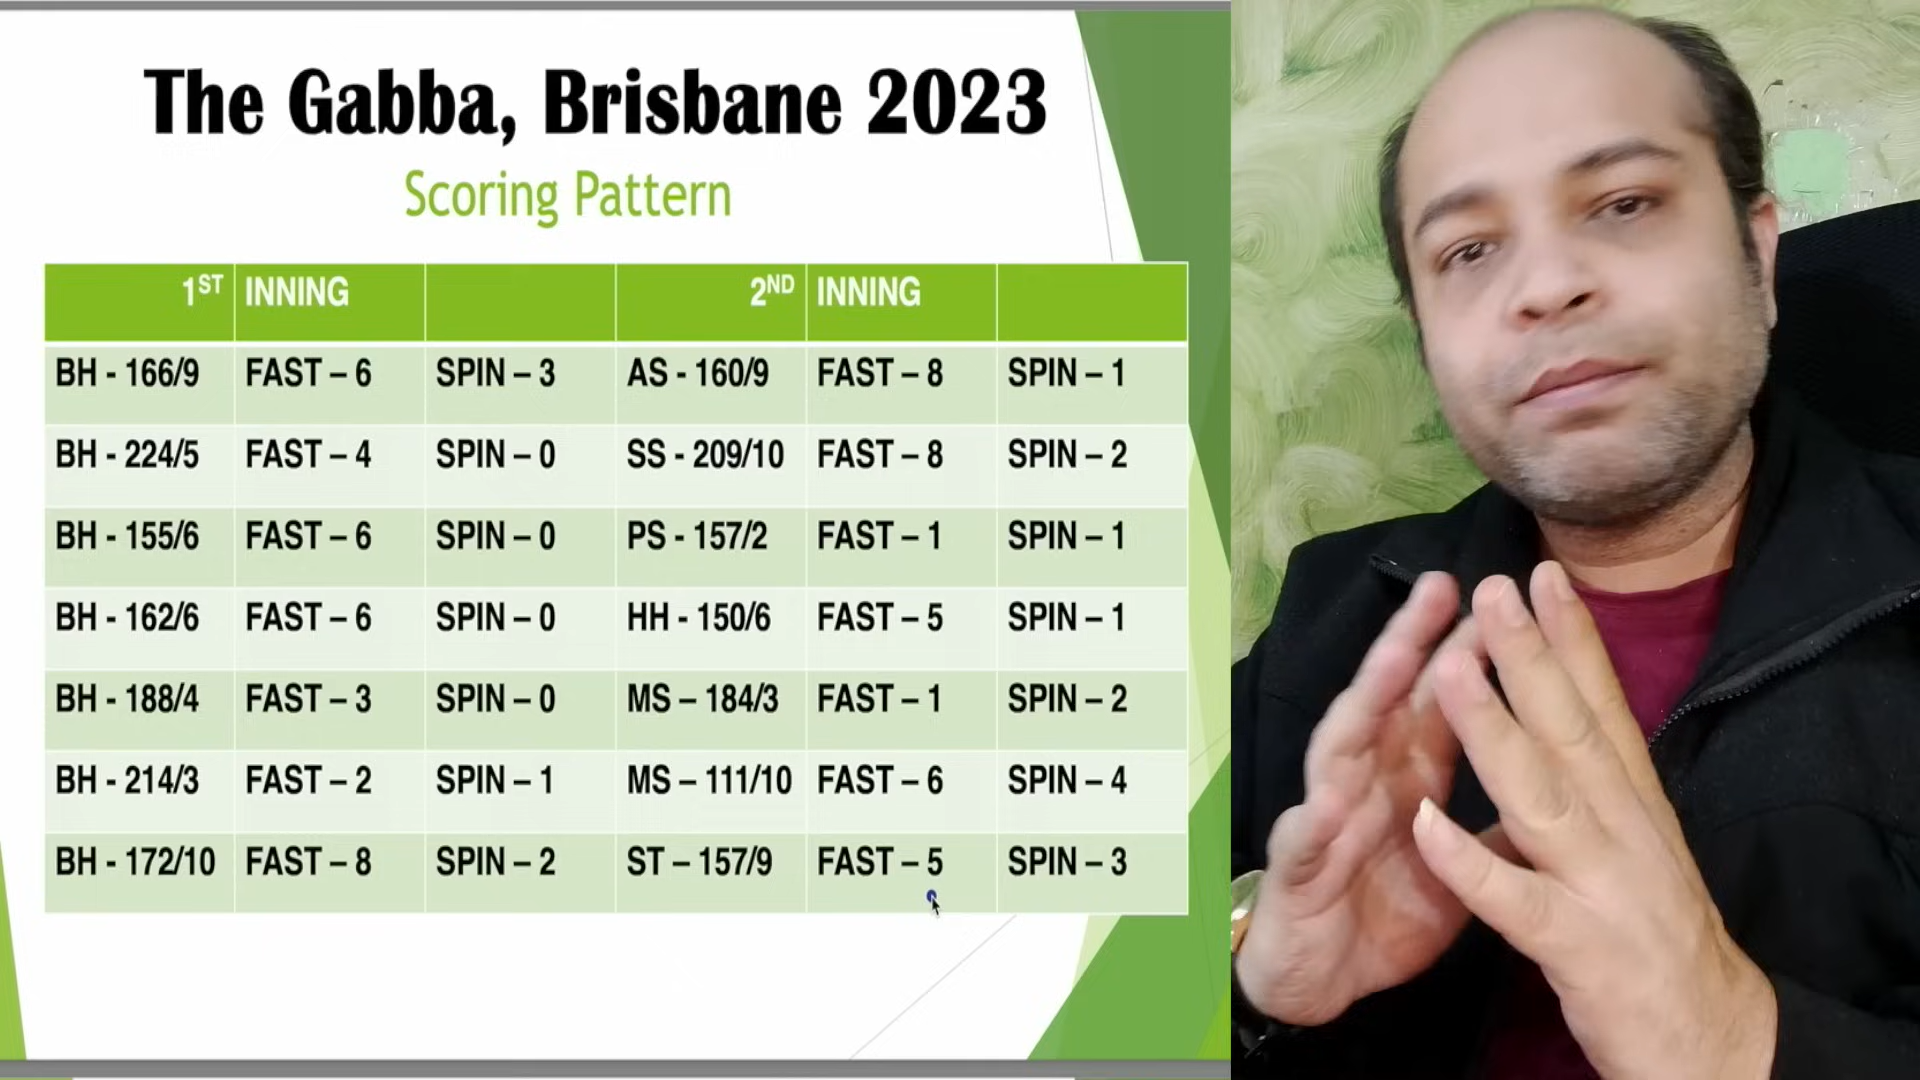 The Gabba, Brisbane 2023
Scoring Pattern
1ST INNING 2ND INNING
BH - 166/9 FAST – 6 SPIN – 3 AS - 160/9 FAST – 8 SPIN – 1
BH - 224/5 FAST – 4 SPIN – 0 SS - 209/10 FAST – 8 SPIN – 2
BH - 155/6 FAST – 6 SPIN – 0 PS - 157/2 FAST – 1 SPIN – 1
BH - 162/6 FAST – 6 SPIN – 0 HH - 150/6 FAST – 5 SPIN – 1
BH - 188/4 FAST – 3 SPIN – 0 MS – 184/3 FAST – 1 SPIN – 2
BH - 214/3 FAST – 2 SPIN – 1 MS – 111/10 FAST – 6 SPIN – 4
BH - 172/10 FAST – 8 SPIN – 2 ST – 157/9 FAST – 5 SPIN – 3